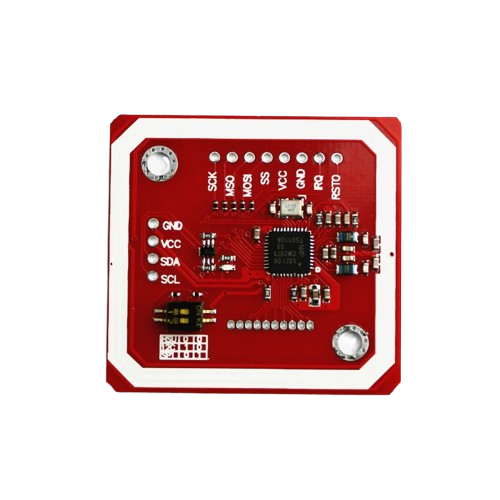 SCK
MSO
MOSI
SS
VCC
GND
IRQ
RSTO
GND
VCC
SDA
SCL